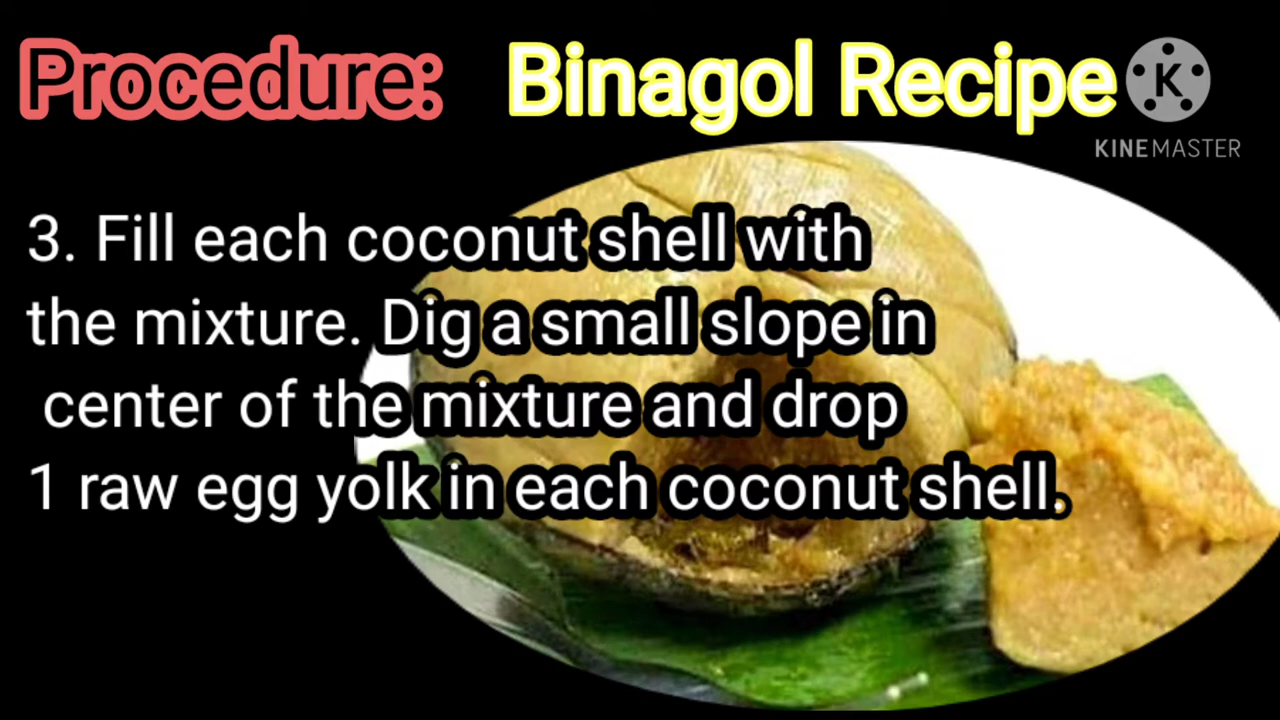 Procedure: Binagol Recipe
K
KINEMASTER
3. Fill each coconut shell with
the mixture. Dig a small slope in
center of the mixture and drop
1 raw egg yolk in each coconut shell.